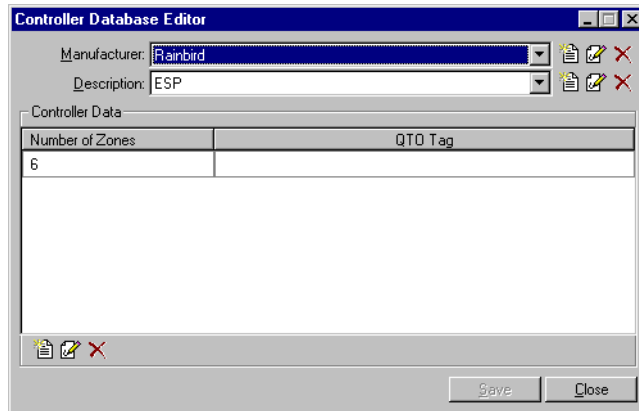 Controller Database Editor
Manufacturer: Rainbird
Description: ESP
Controller Data
Number of Zones QTO Tag
6
Save Close